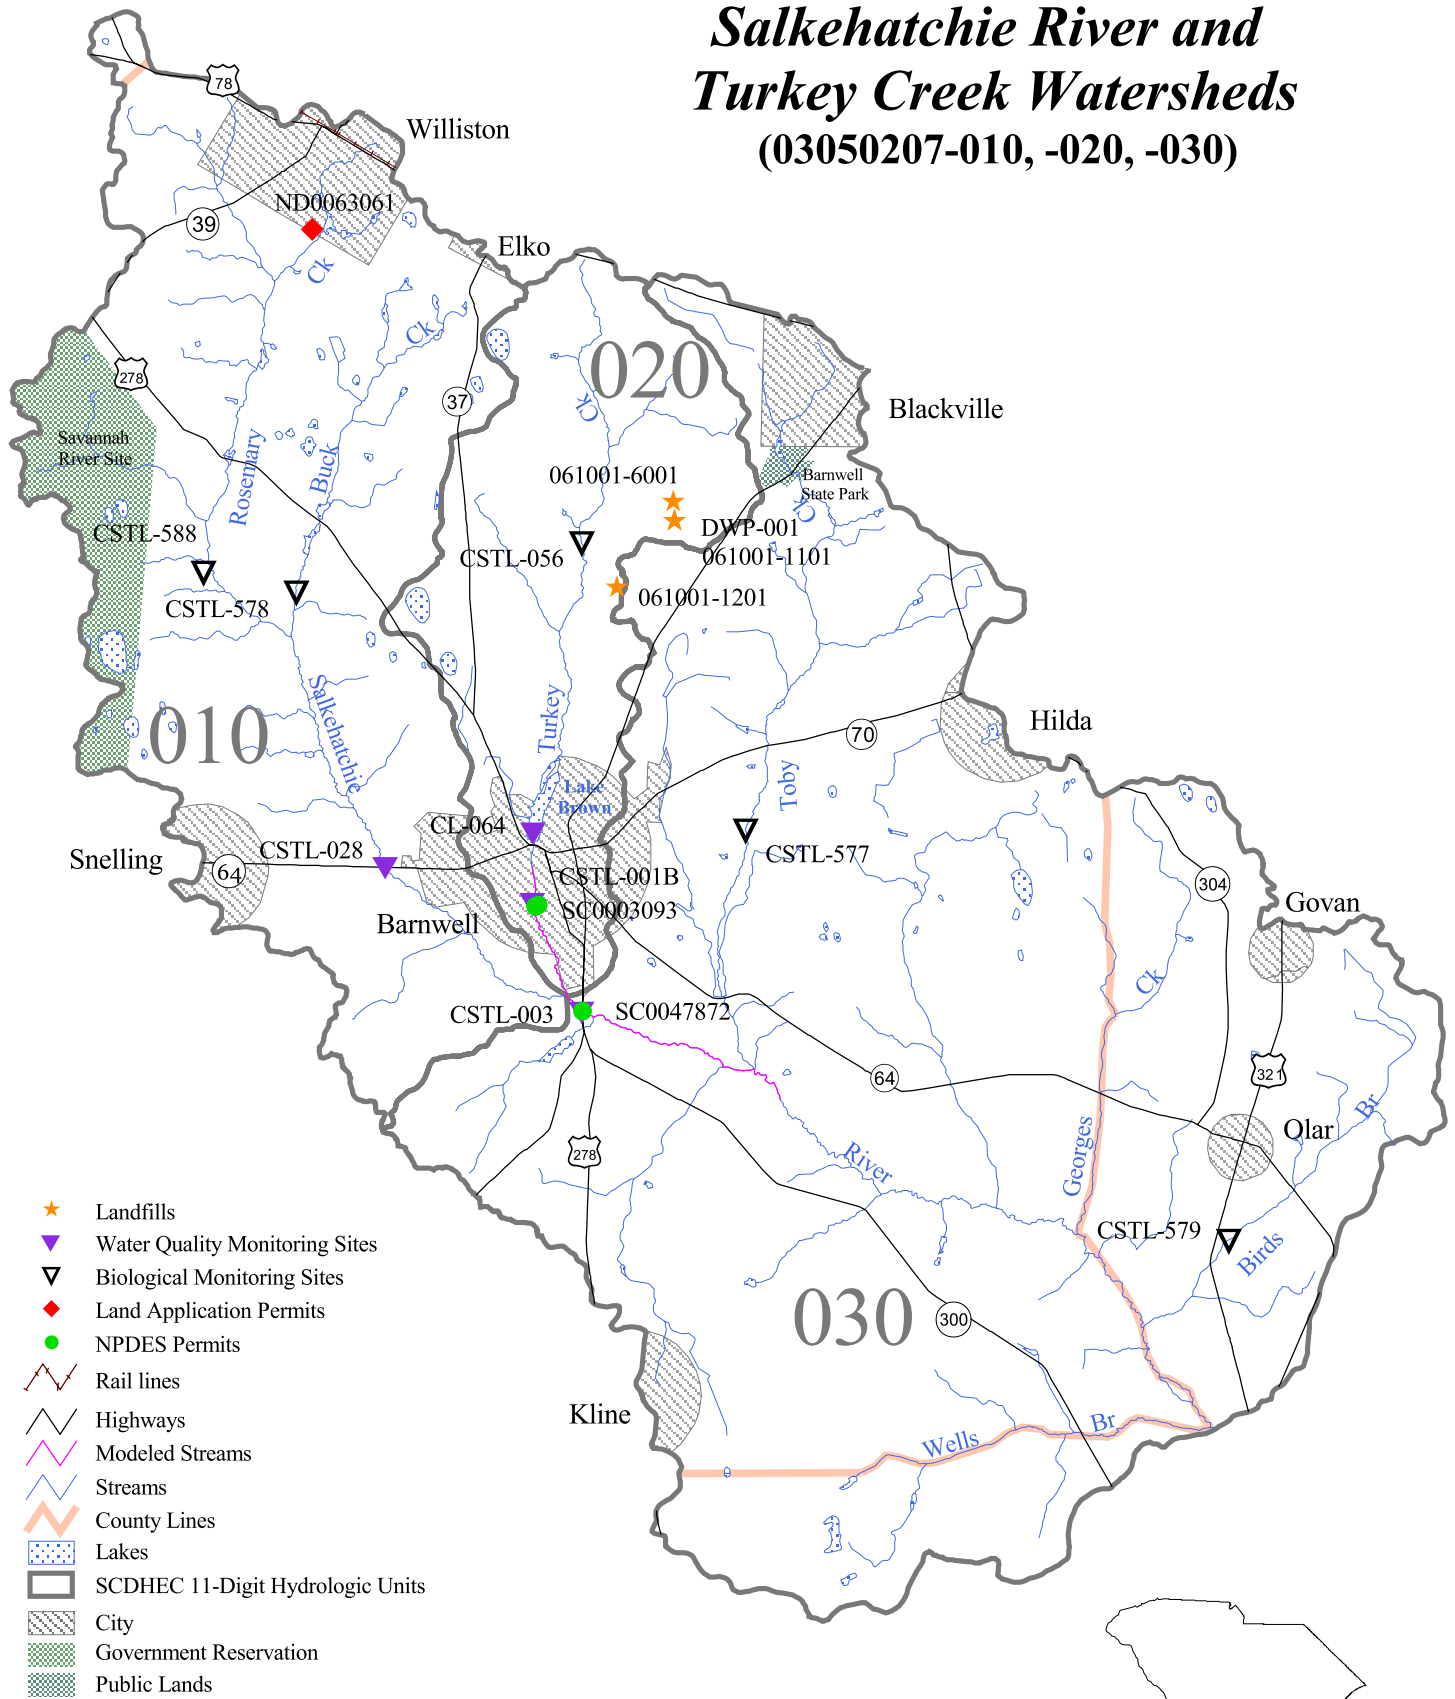 Salkehatchie River and
Turkey Creek Watersheds
(03050207-010, -020, -030)
78
Williston
ND0063061
39
Elko
Ck
Ck
020
278
37
Ck
Blackville
Savannah
River Site
Rosemary
Buck
061001-6001
Barnwell
State Park
Ck
CSTL-588
DWP-001
CSTL-056
061001-1101
061001-1201
CSTL-578
Salkehatchie
010
Turkey
Hilda
70
Toby
Lake
Brown
CL-064
CSTL-028
CSTL-577
Snelling
64
CSTL-001B
304
SC0003093
Govan
Barnwell
Ck
CSTL-003
SC0047872
64
321
Br
Olar
278
River
Georges
CSTL-579
Birds
030
300
Kline
Wells
Br
Landfills
Water Quality Monitoring Sites
Biological Monitoring Sites
Land Application Permits
NPDES Permits
Rail lines
Highways
Modeled Streams
Streams
County Lines
Lakes
SCDHEC 11-Digit Hydrologic Units
City
Government Reservation
Public Lands